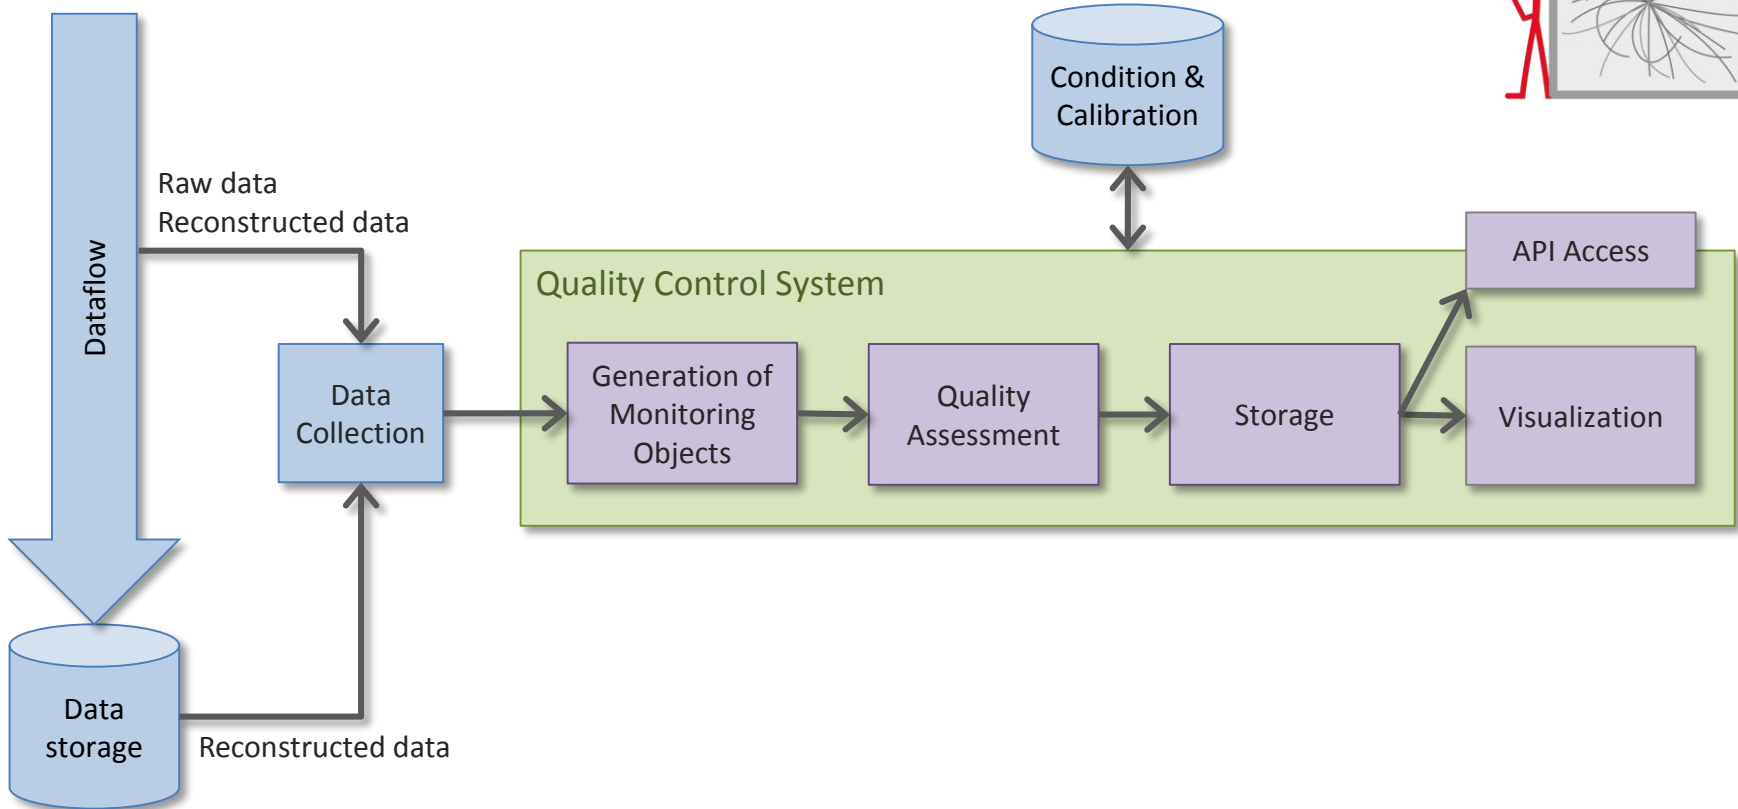 Condition &
Calibration
Raw data
Reconstructed data
Dataflow
API Access
Quality Control System
Data
Collection
Generation of
Monitoring
Objects
Quality
Assessment
Storage
Visualization
Data
storage
Reconstructed data